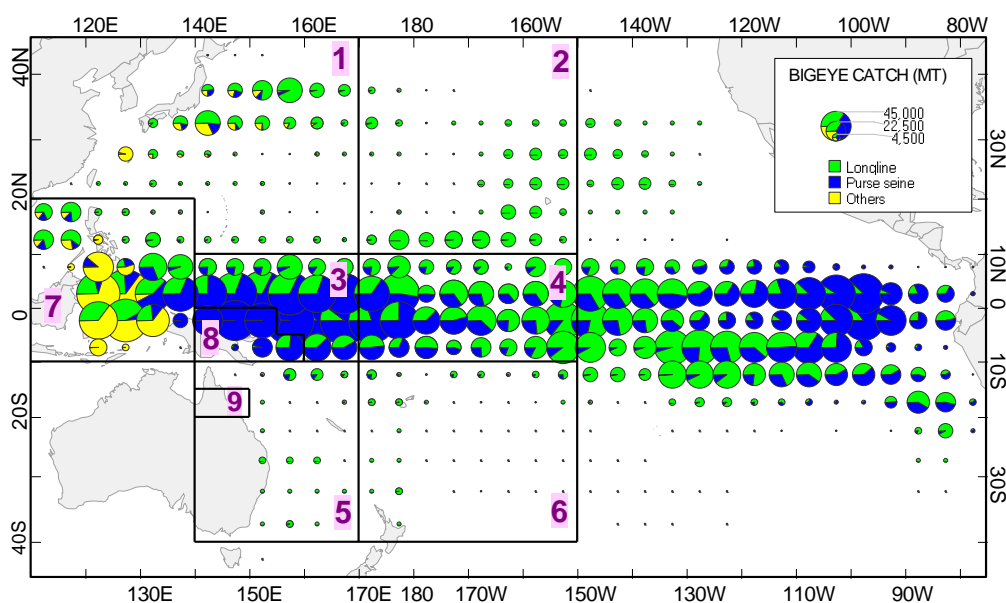 120E 140E 160E 160W 140W 120W 100W 80W
40N
1
2
BIGEYE CATCH (MT)
45,000
22,500
4,500
Longline
Purse seine
Others
30N
20N
10N
3
4
7
0
0
8
10S
9
20S
30S
5
6
40S
130E 150E 170E 180 170W 150W 130W 110W 90W